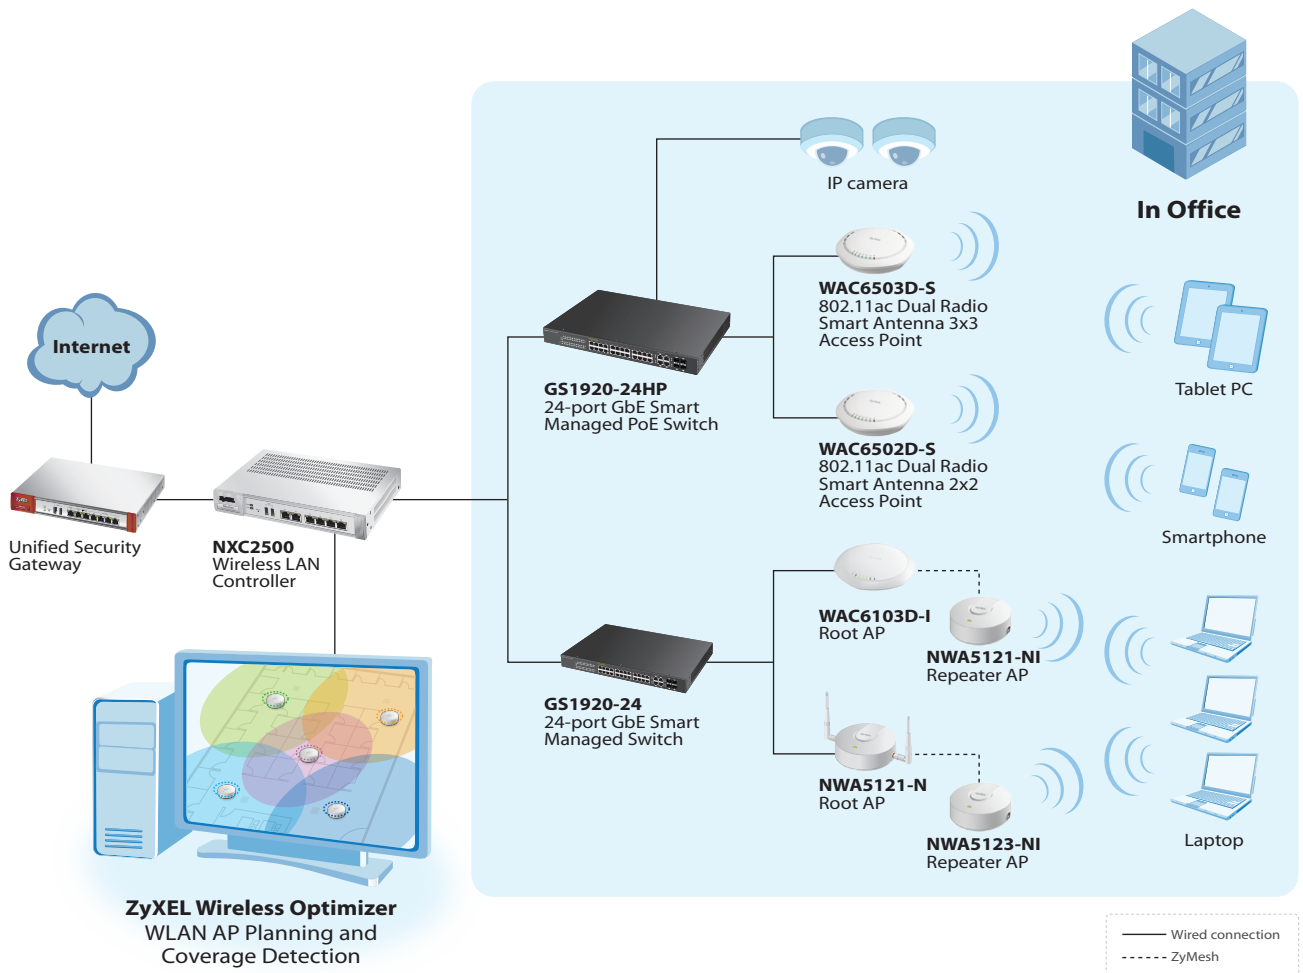 IP camera
In Office
WAC6503D-S
802.11ac Dual Radio
Smart Antenna 3x3
Access Point
Internet
Tablet PC
GS1920-24HP
24-port GbE Smart
Managed PoE Switch
WAC6502D-S
802.11ac Dual Radio
Smart Antenna 2x2
Access Point
Smartphone
Unified Security
Gateway
NXC2500
Wireless LAN
Controller
WAC6103D-I
Root AP
NWA5121-NI
Repeater AP
GS1920-24
24-port GbE Smart
Managed Switch
NWA5121-N
Root AP
NWA5123-NI
Repeater AP
Laptop
ZyXEL Wireless Optimizer
WLAN AP Planning and
Coverage Detection
Wired connection
ZyMesh